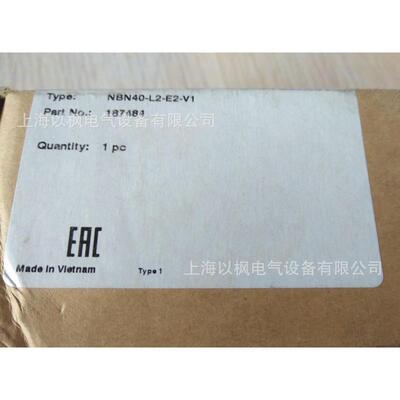 Type: NBN40-L2-E2-V1
Part No.: 187484
上海以枫电气设备有限公司
Quantity: 1 pc
EAC
上海以枫电气设备有限公司
Made in Vietnam Type 1